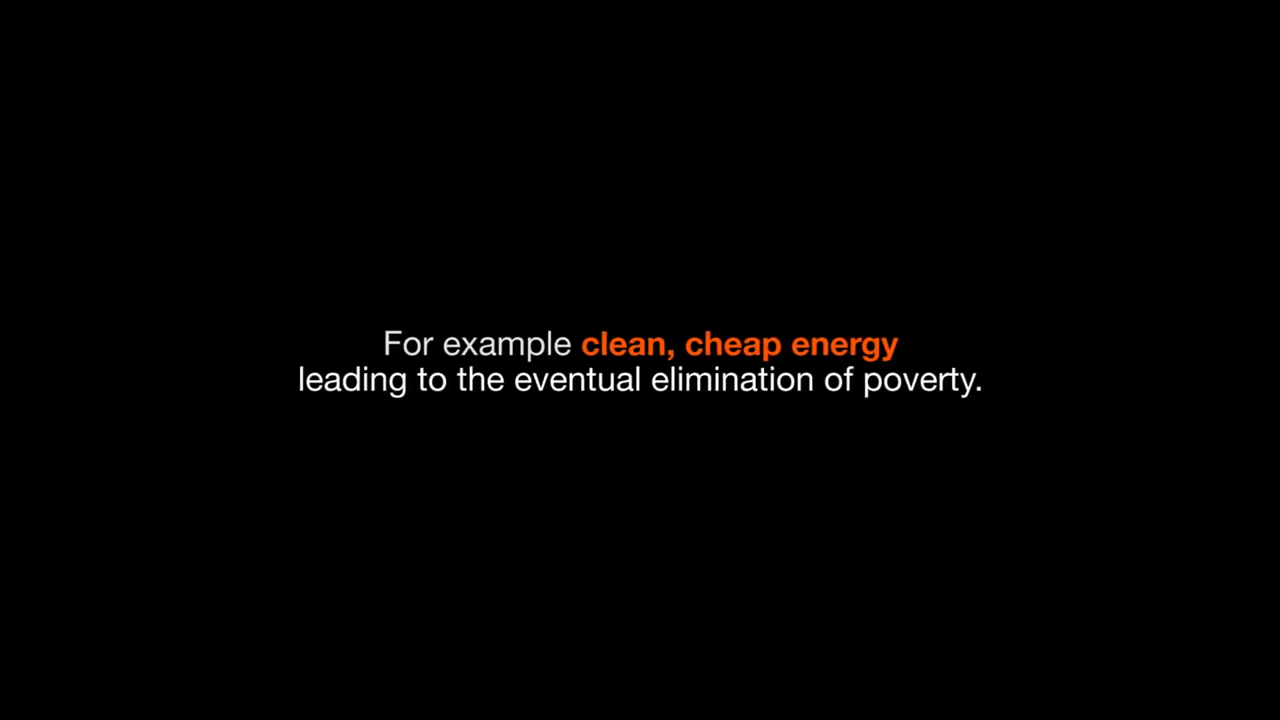 For example clean, cheap energy
leading to the eventual elimination of poverty.